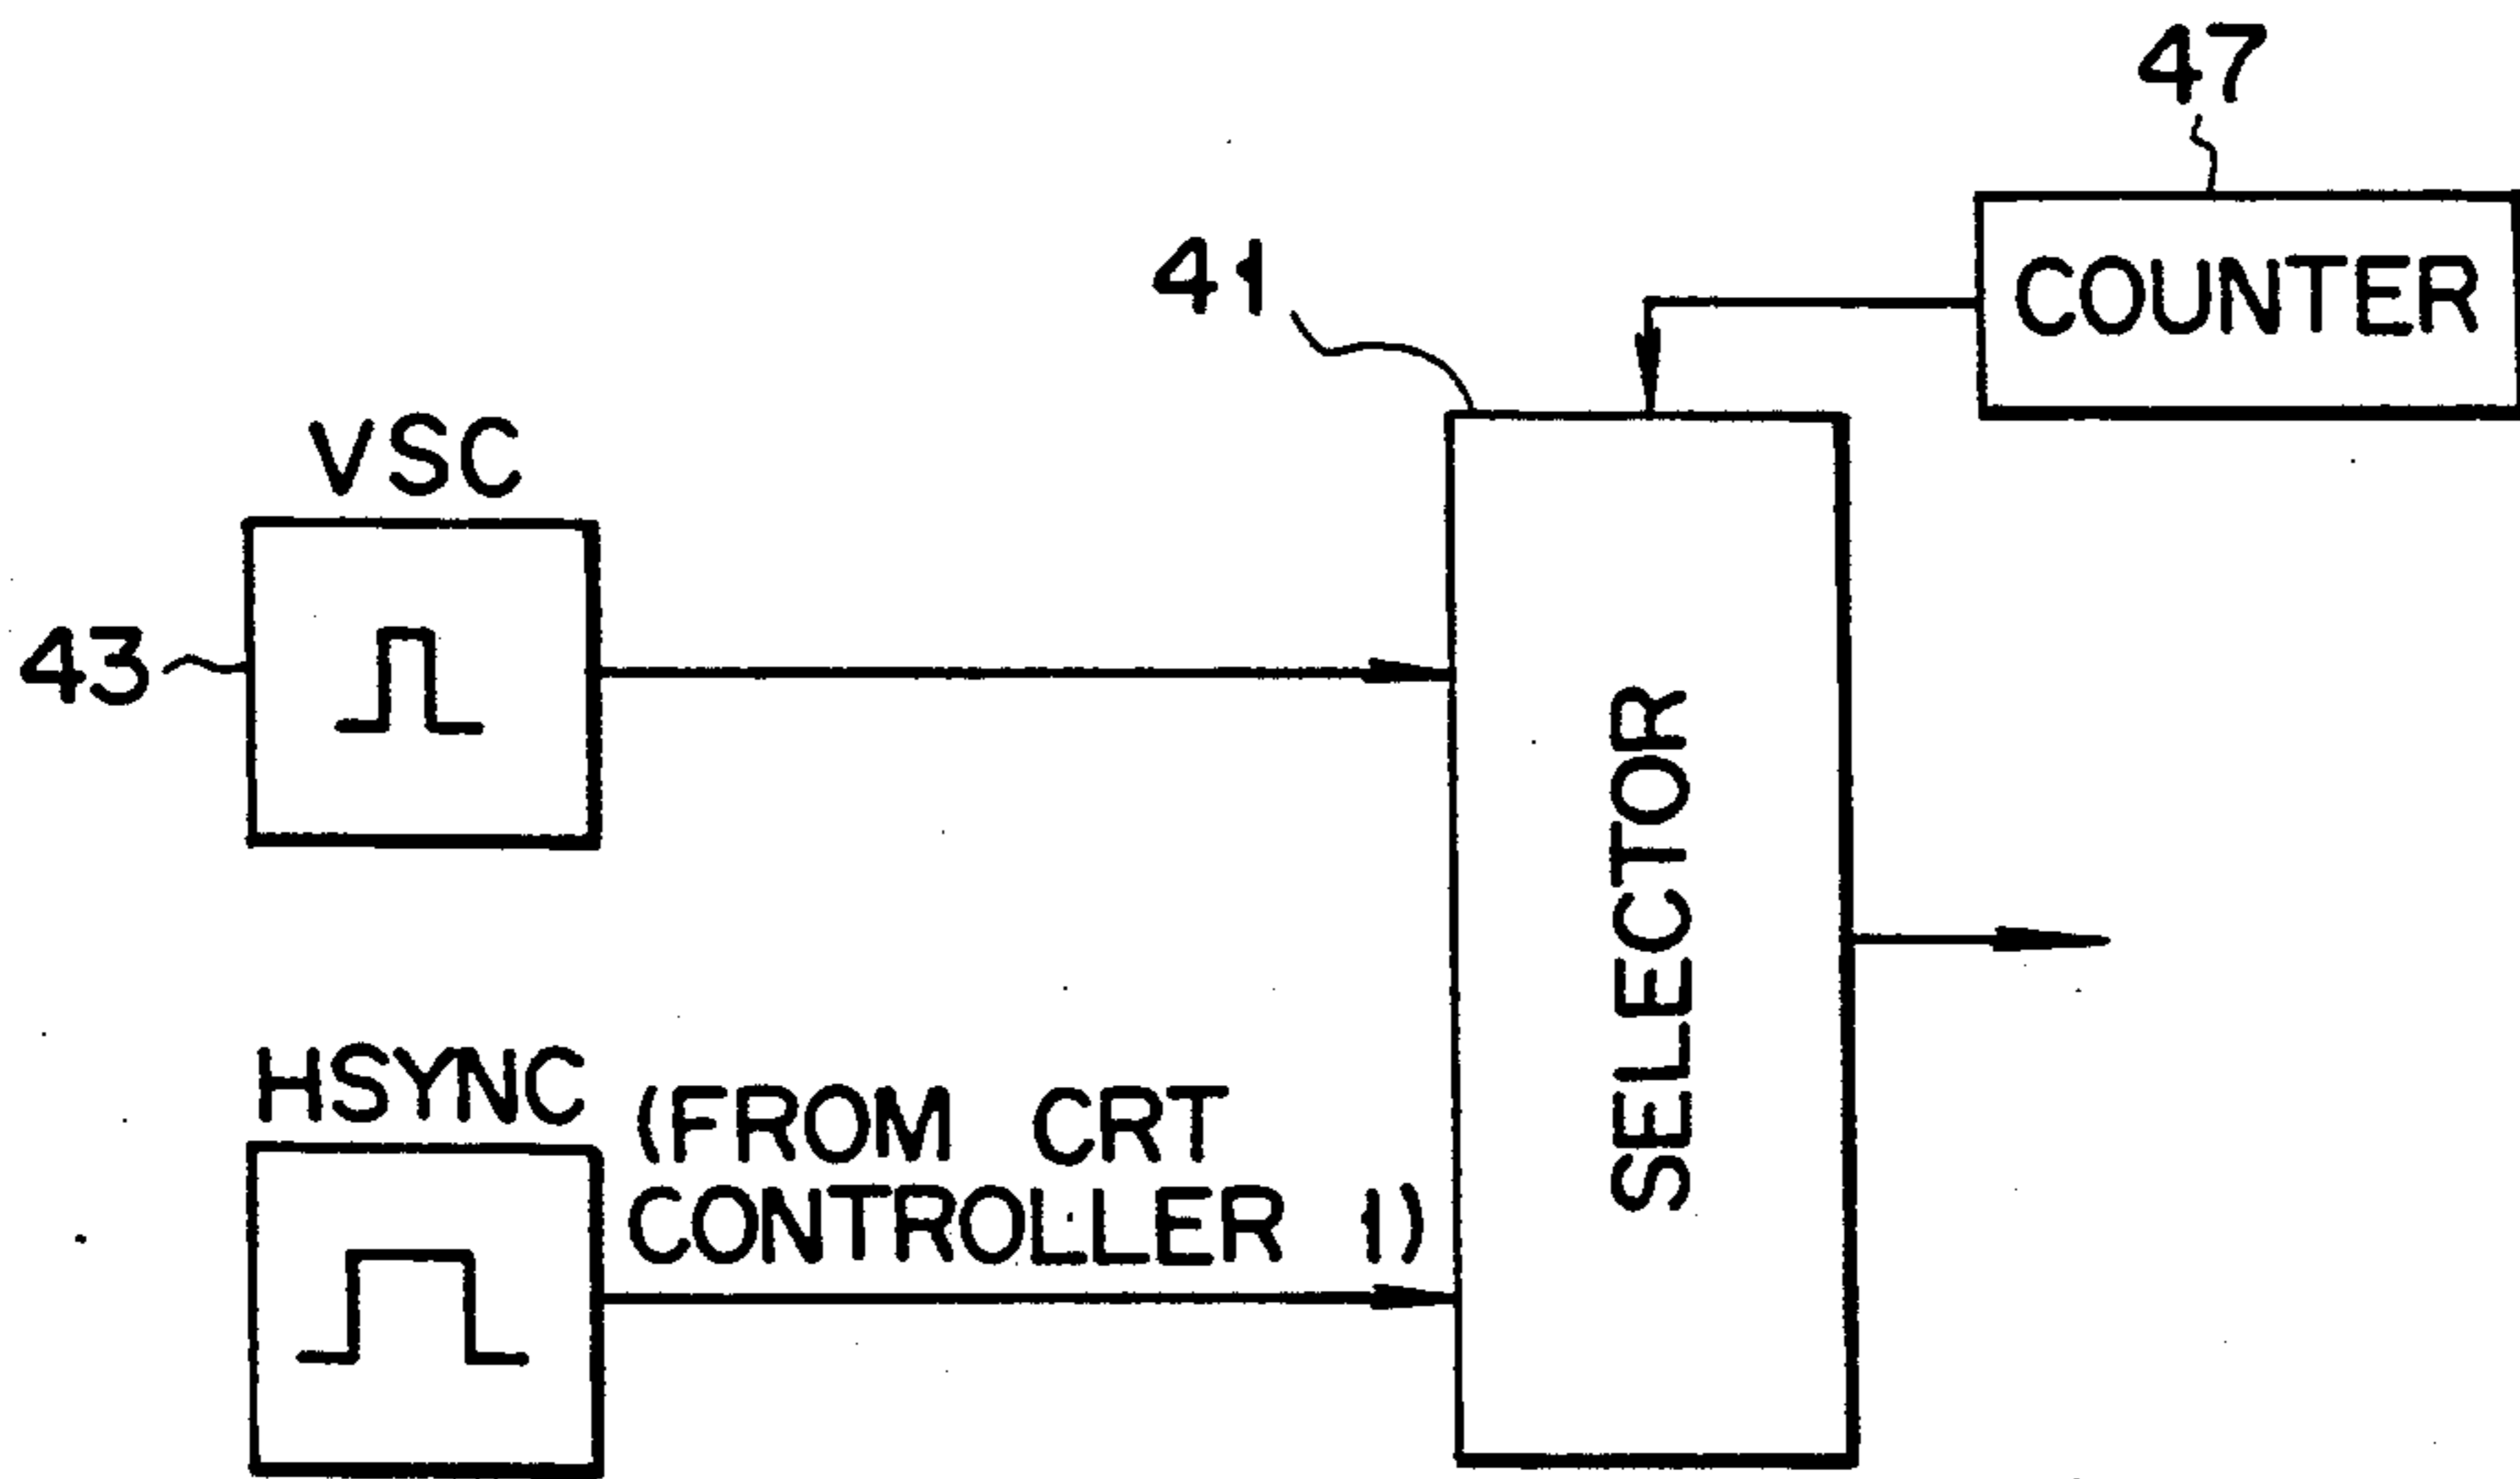 47
COUNTER
41
VSC
43
SELECTOR
HSYNC
(FROM CRT
CONTROLLER 1)